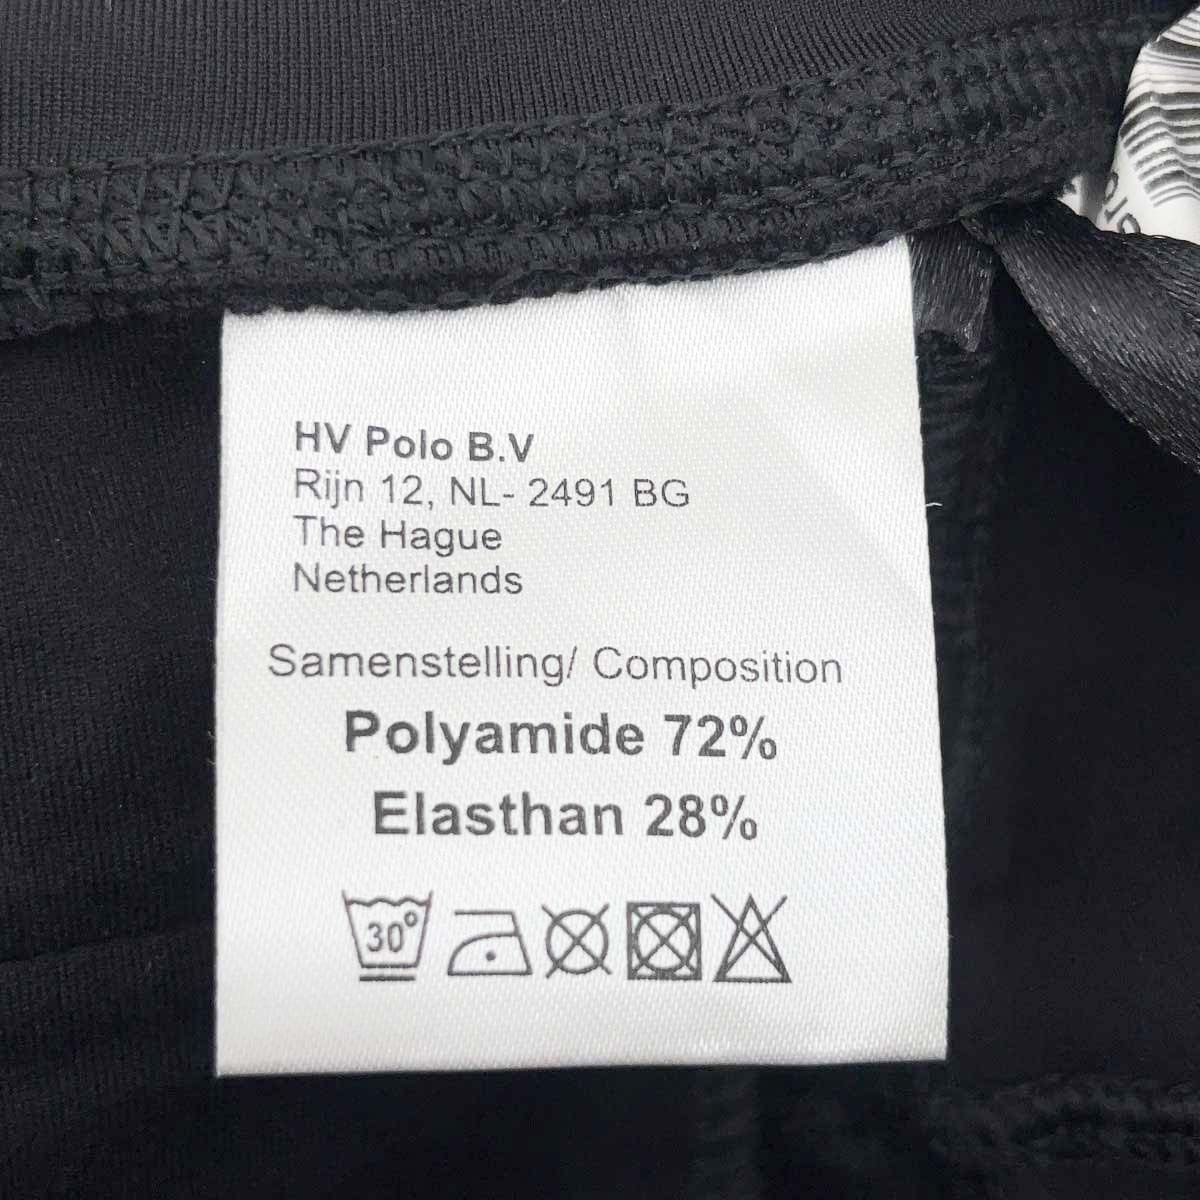 HV Polo B.V
Rijn 12, NL- 2491 BG
The Hague
Netherlands
Samenstelling/ Composition
Polyamide 72%
Elasthan 28%
30°